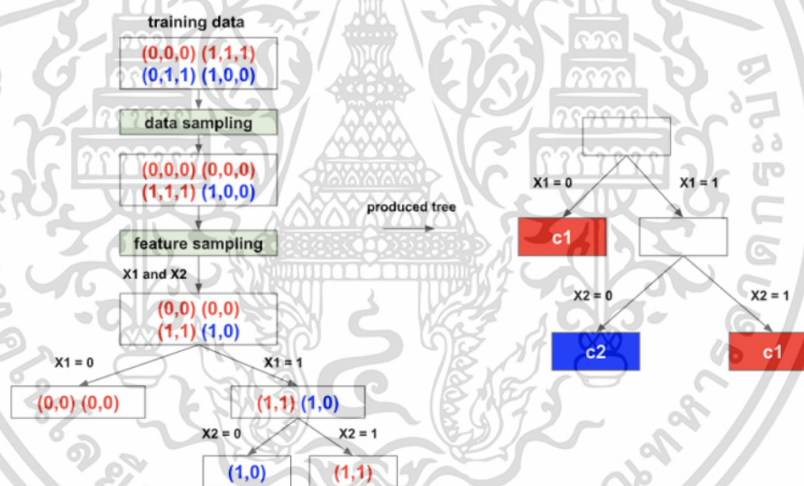 training data
(0,0,0) (1,1,1)
(0,1,1) (1,0,0)
data sampling
(0,0,0) (0,0,0)
(1,1,1) (1,0,0)
feature sampling
X1 and X2
(0,0) (0,0)
(1,1) (1,0)
X1 = 0
X1 = 1
(0,0) (0,0)
(1,1) (1,0)
X2 = 0
X2 = 1
(1,0)
(1,1)
produced tree
X1 = 0
X1 = 1
c1
X2 = 0
X2 = 1
c2
c1